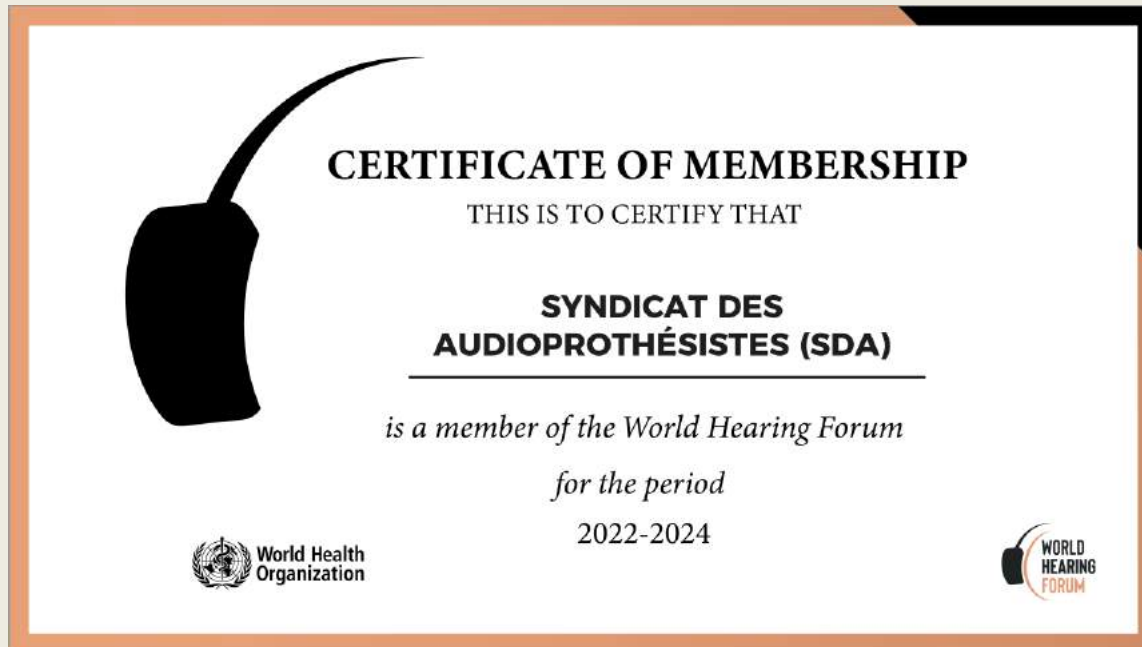 CERTIFICATE OF MEMBERSHIP
THIS IS TO CERTIFY THAT
SYNDICAT DES
AUDIOPROTHÉSISTES (SDA)
is a member of the World Hearing Forum
for the period
2022-2024
World Health
Organization
WORLD
HEARING
FORUM